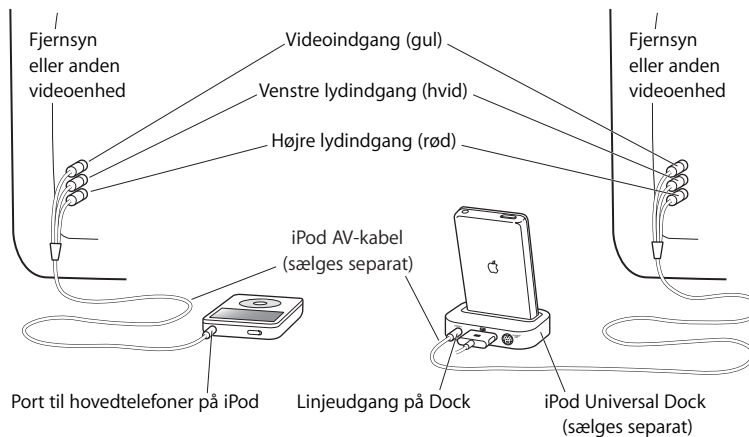 Fjernsyn
eller anden
videoenhed
Videoindgang (gul)
Venstre lydindgang (hvid)
Højre lydindgang (rød)
Fjernsyn
eller anden
videoenhed
iPod AV-kabel
(sælges separat)
Port til hovedtelefoner på iPod
Linjeudgang på Dock
iPod Universal Dock
(sælges separat)